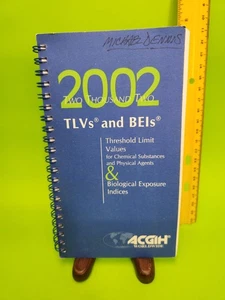 MICHAEL DENNIS
2002
TWO THOUSAND TWO
TLVs® and BEIs®
Threshold Limit
Values
for Chemical Substances
and Physical Agents
&
Biological Exposure
Indices
ACGIH®
WORLDWIDE